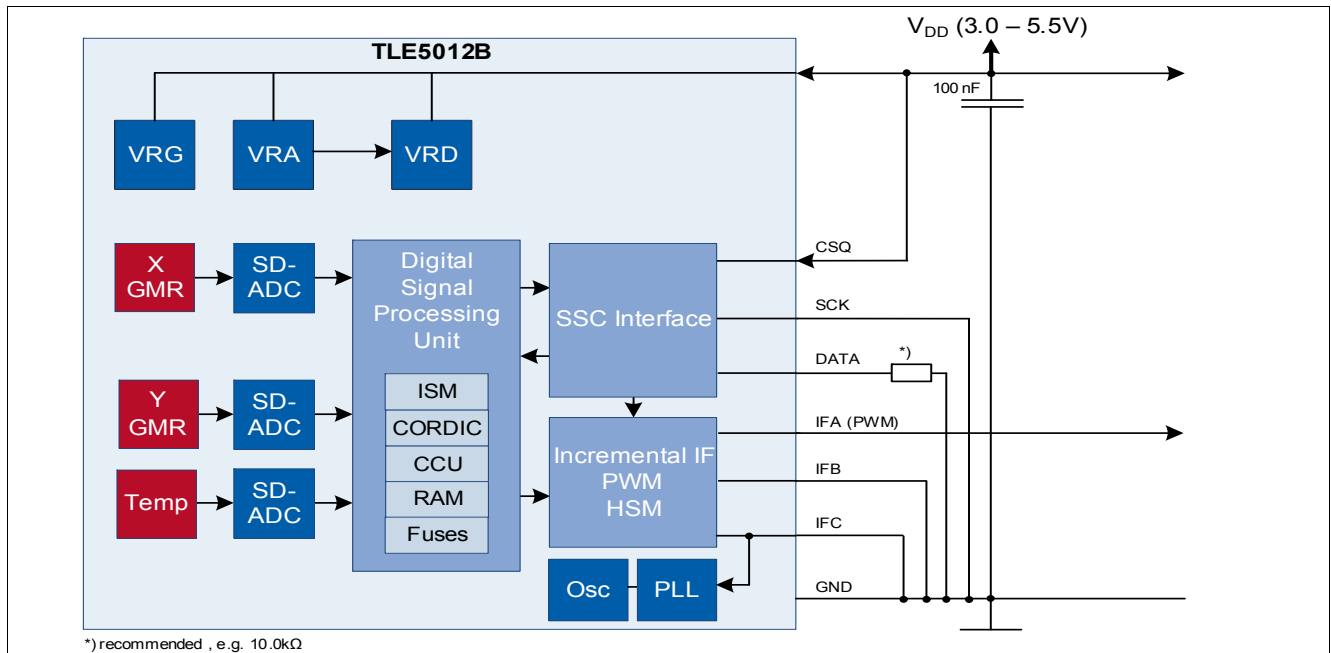 V_DD (3.0 – 5.5V)
TLE5012B
100 nF
VRG
VRA
VRD
CSQ
X
GMR
SD-
ADC
Digital
Signal
Processing
Unit
SSC Interface
SCK
DATA
*)
ISM
Y
GMR
SD-
ADC
CORDIC
IFA (PWM)
Incremental IF
PWM
HSM
CCU
IFB
Temp
SD-
ADC
RAM
IFC
Fuses
Osc
PLL
GND
*) recommended , e.g. 10.0kΩ